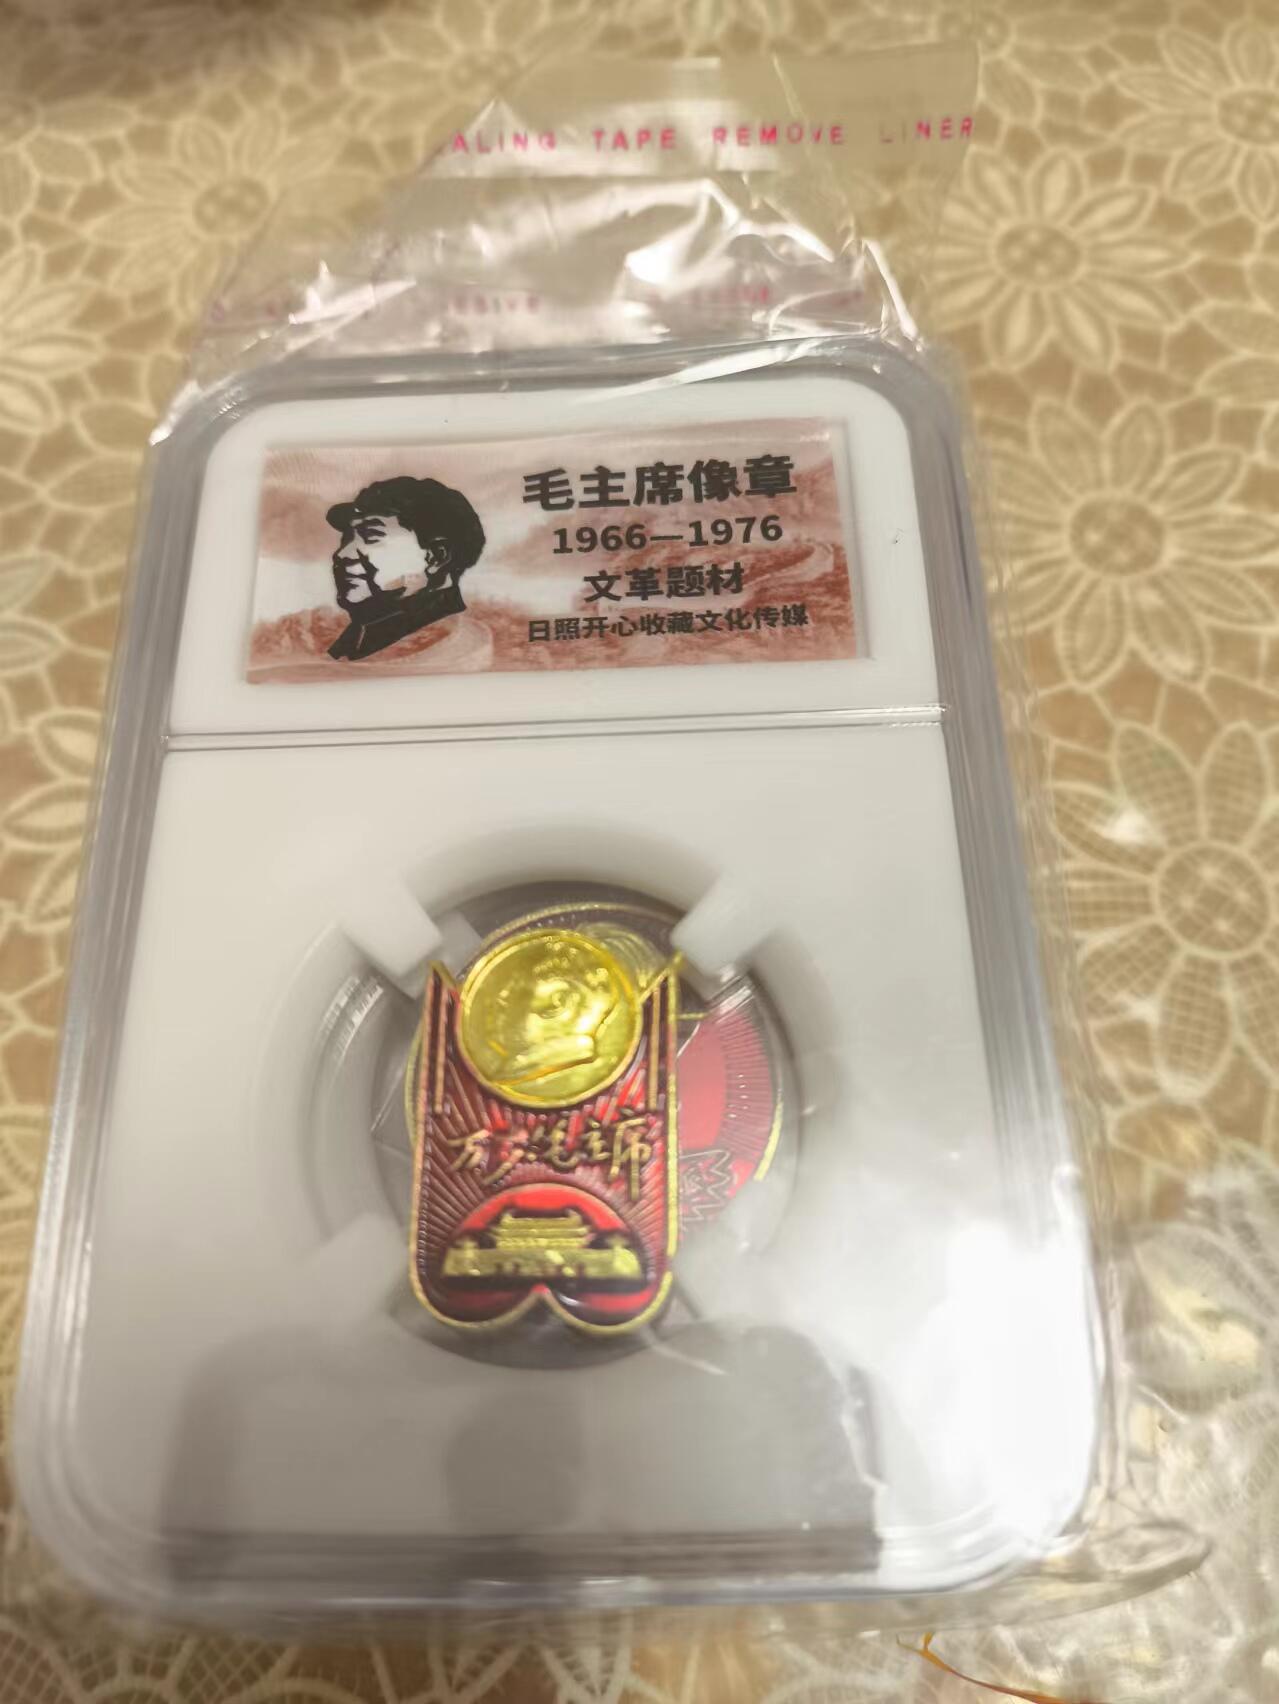 ALING TAPE REMOVE LINER
毛主席像章
1966—1976
文革题材
日照开心收藏文化传媒
万岁毛主席